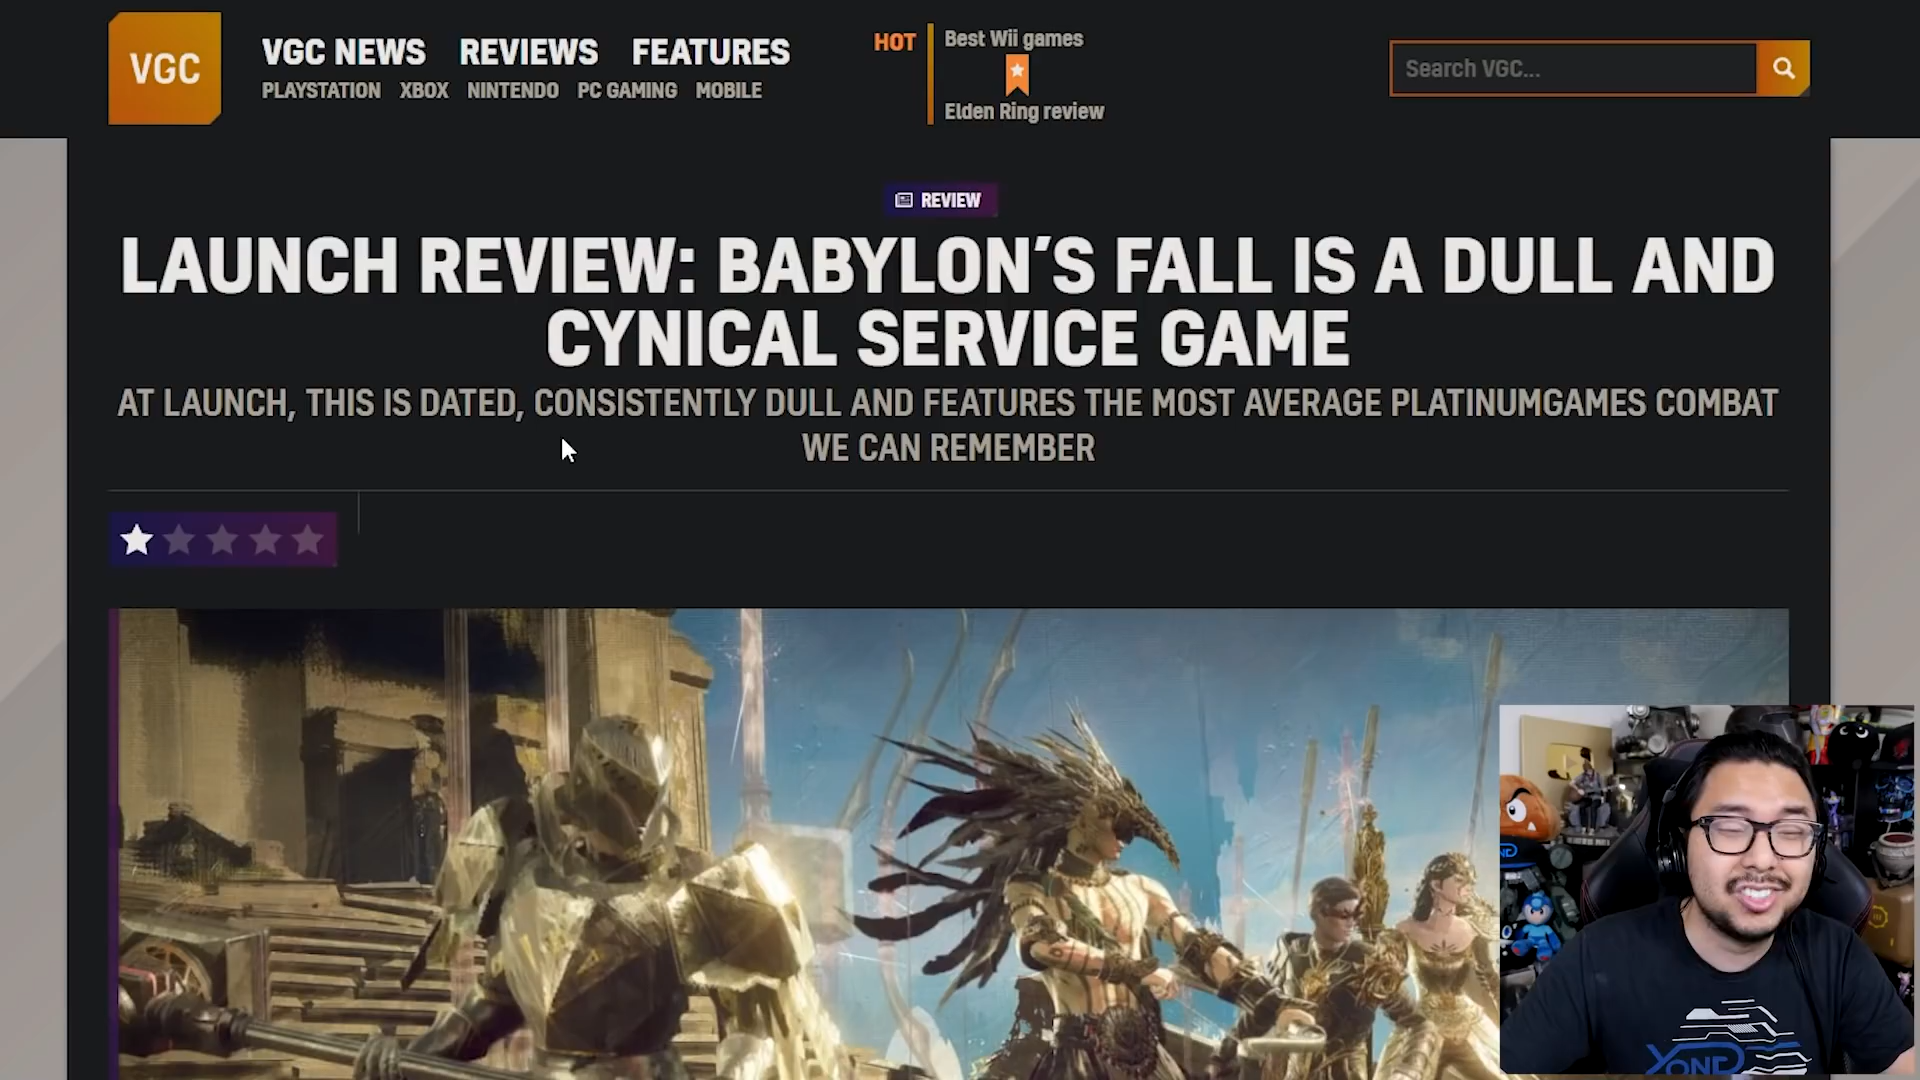 VGC
VGC NEWS REVIEWS FEATURES
PLAYSTATION XBOX NINTENDO PC GAMING MOBILE
HOT
Best Wii games
Elden Ring review
Search VGC...
REVIEW
LAUNCH REVIEW: BABYLON'S FALL IS A DULL AND
CYNICAL SERVICE GAME
AT LAUNCH, THIS IS DATED, CONSISTENTLY DULL AND FEATURES THE MOST AVERAGE PLATINUMGAMES COMBAT
WE CAN REMEMBER
YOND